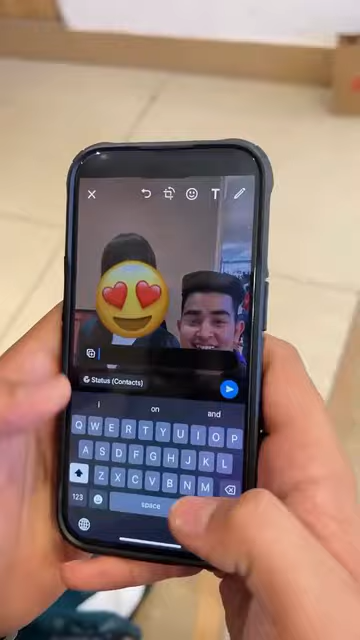 T
Status (Contacts)
i on and
Q W E R T Y U I O P
A S D F G H J K L
Z X C V B N M
123 space